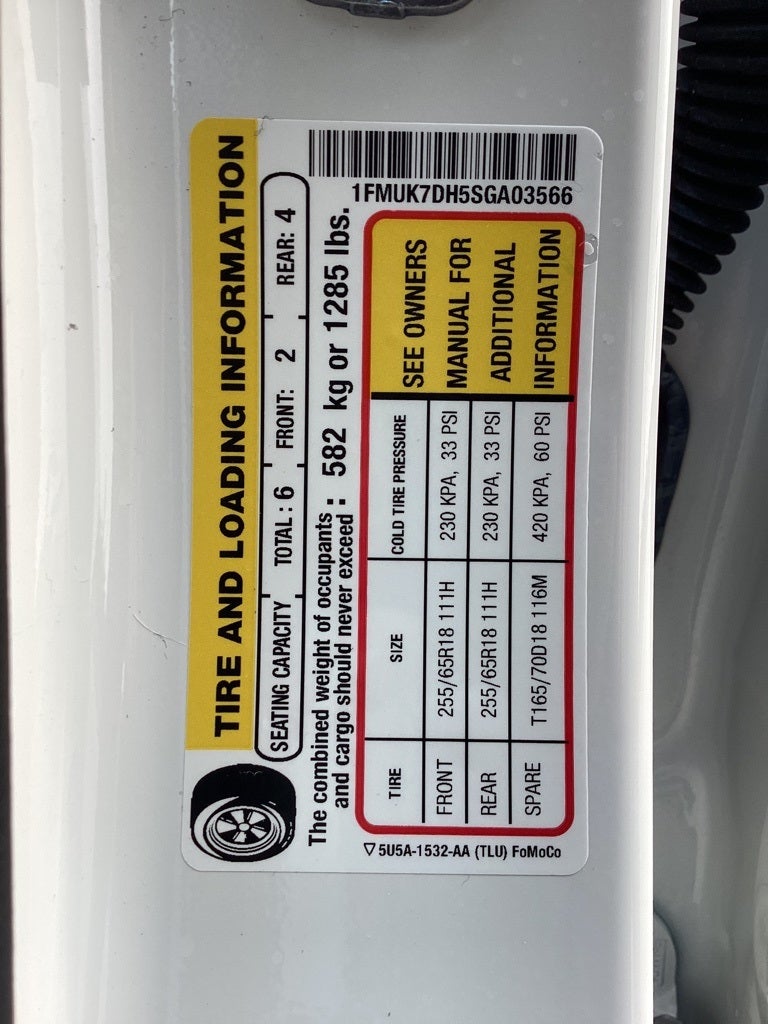 1FMUK7DH5SGA03566
TIRE AND LOADING INFORMATION
SEATING CAPACITY TOTAL : 6 FRONT: 2 REAR: 4
The combined weight of occupants
and cargo should never exceed : 582 kg or 1285 lbs.
TIRE SIZE COLD TIRE PRESSURE
FRONT 255/65R18 111H 230 KPA, 33 PSI
REAR 255/65R18 111H 230 KPA, 33 PSI
SPARE T165/70D18 116M 420 KPA, 60 PSI
SEE OWNERS
MANUAL FOR
ADDITIONAL
INFORMATION
5U5A-1532-AA (TLU) FoMoCo